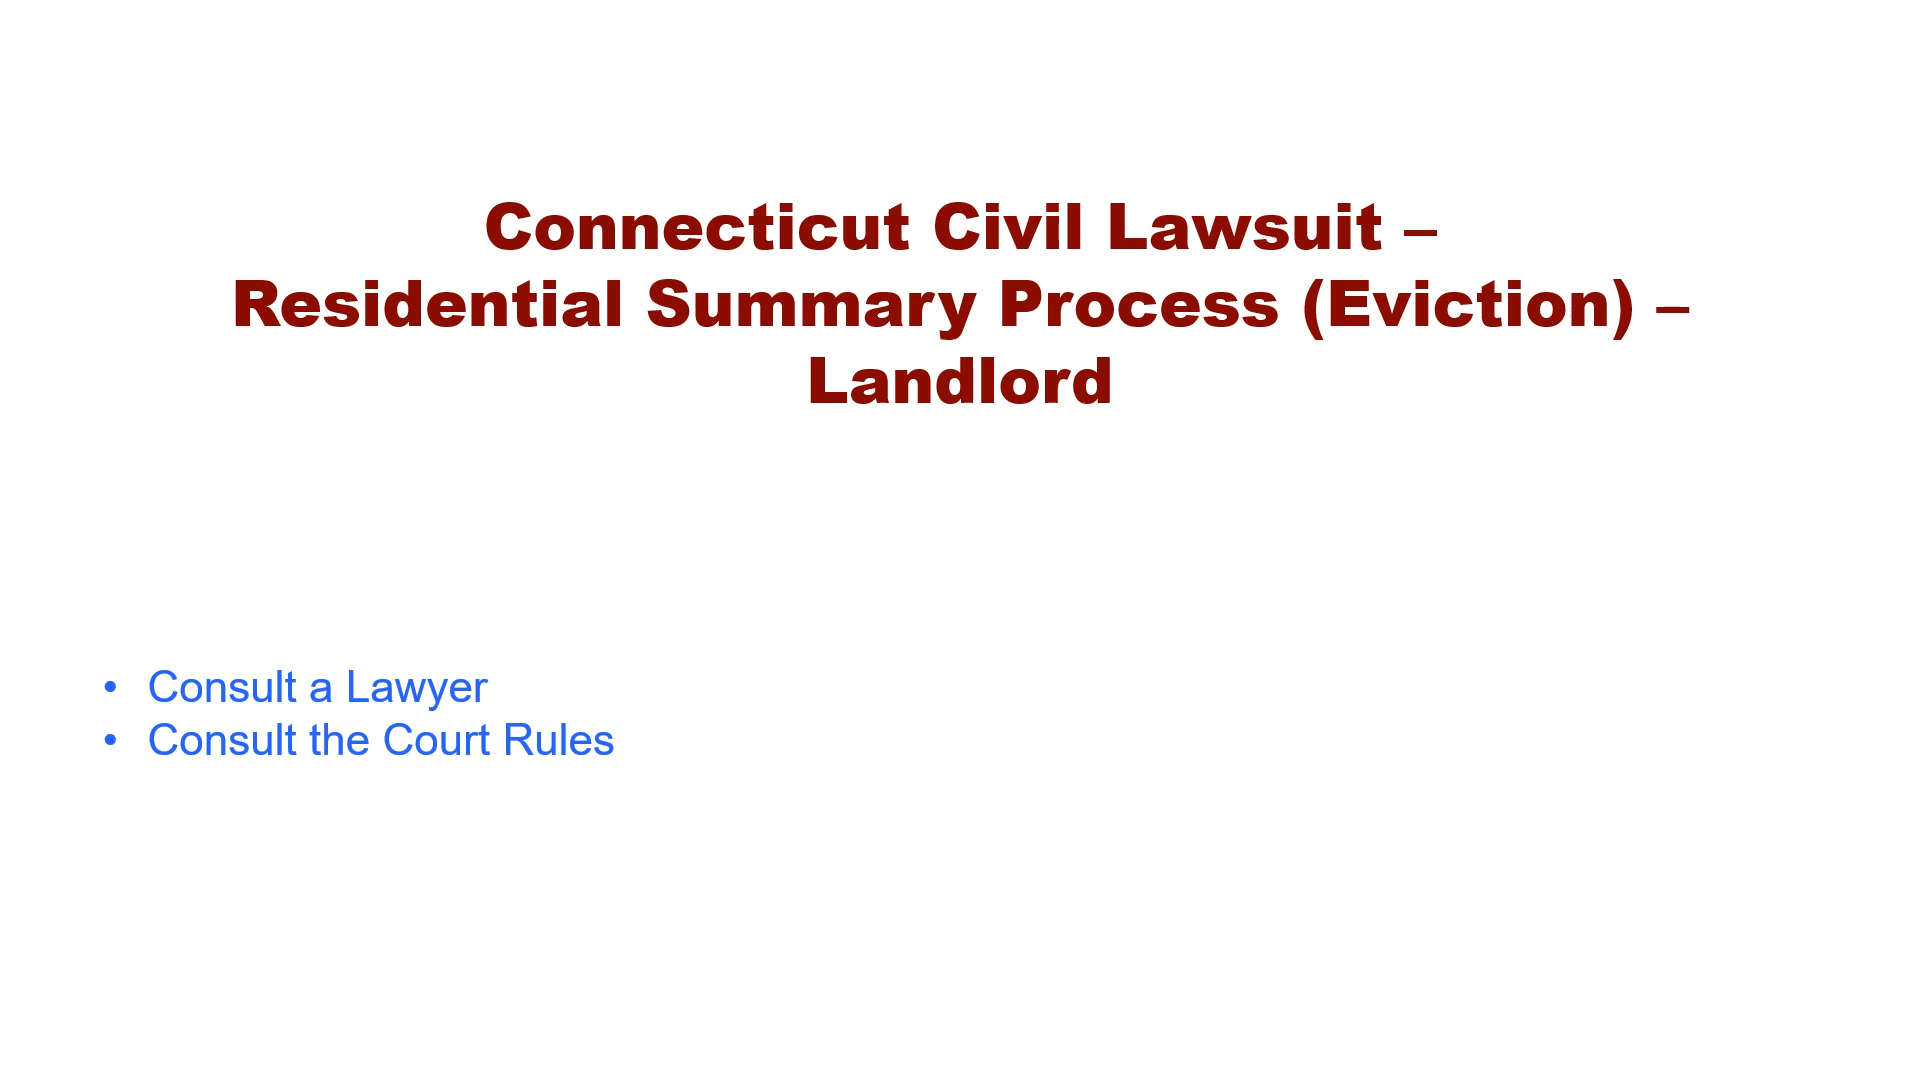 Connecticut Civil Lawsuit –
Residential Summary Process (Eviction) –
Landlord
• Consult a Lawyer
• Consult the Court Rules